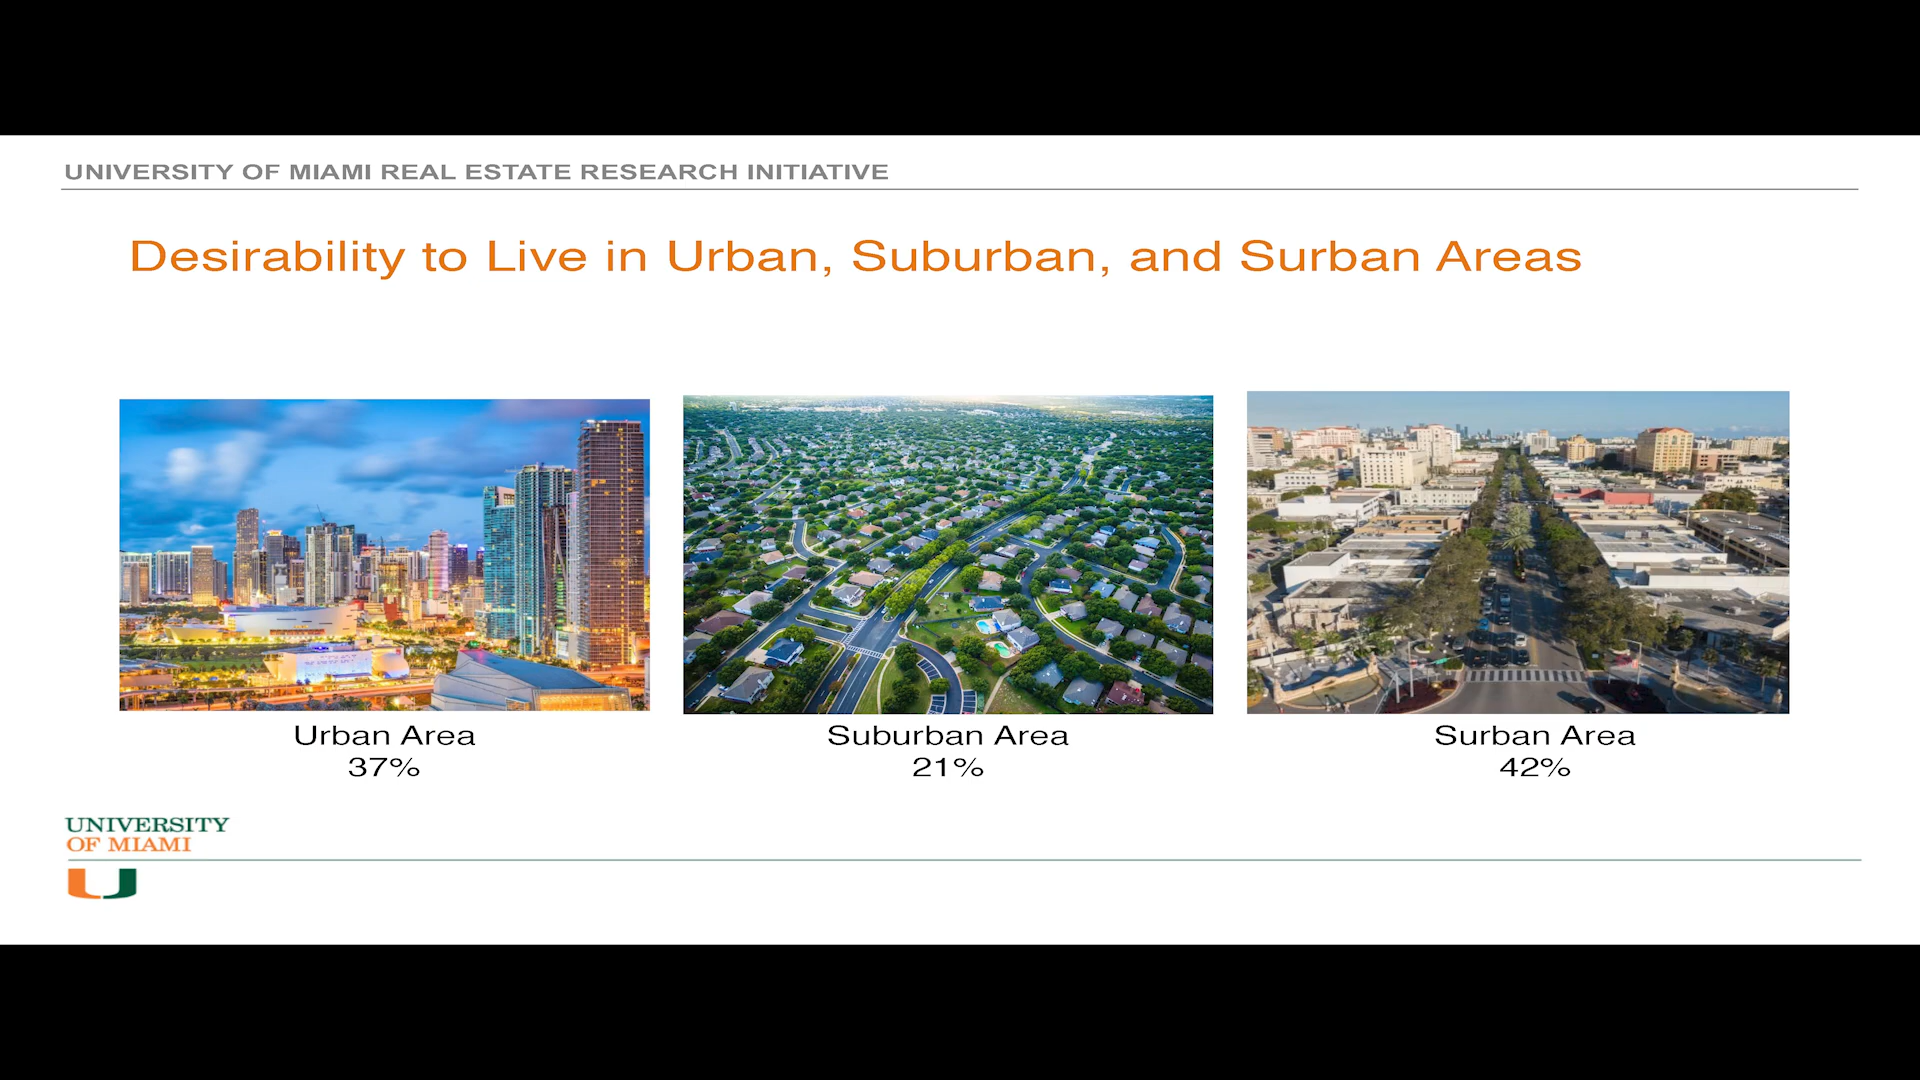 UNIVERSITY OF MIAMI REAL ESTATE RESEARCH INITIATIVE
Desirability to Live in Urban, Suburban, and Surban Areas
Urban Area
37%
Suburban Area
21%
Surban Area
42%
UNIVERSITY
OF MIAMI